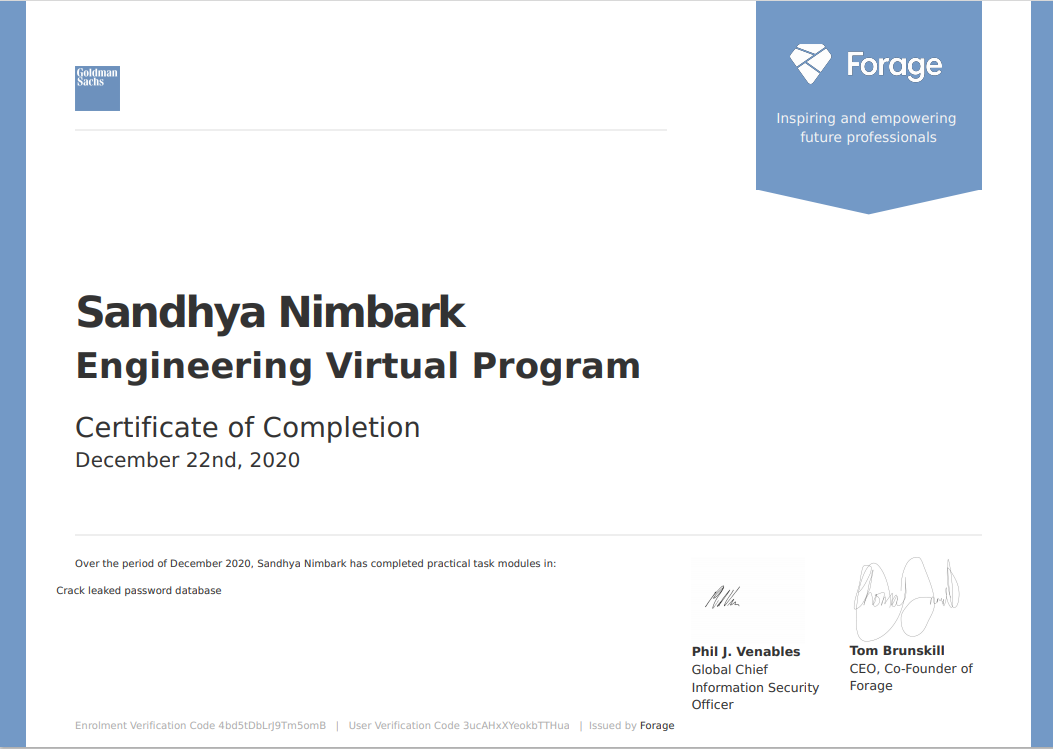 Goldman
Sachs
Forage
Inspiring and empowering
future professionals
Sandhya Nimbark
Engineering Virtual Program
Certificate of Completion
December 22nd, 2020
Over the period of December 2020, Sandhya Nimbark has completed practical task modules in:
Crack leaked password database
Phil J. Venables
Global Chief
Information Security
Officer
Tom Brunskill
CEO, Co-Founder of
Forage
Enrolment Verification Code 4bd5tDbLrJ9Tm5omB | User Verification Code 3ucAHxXYeokbTTHua | Issued by Forage